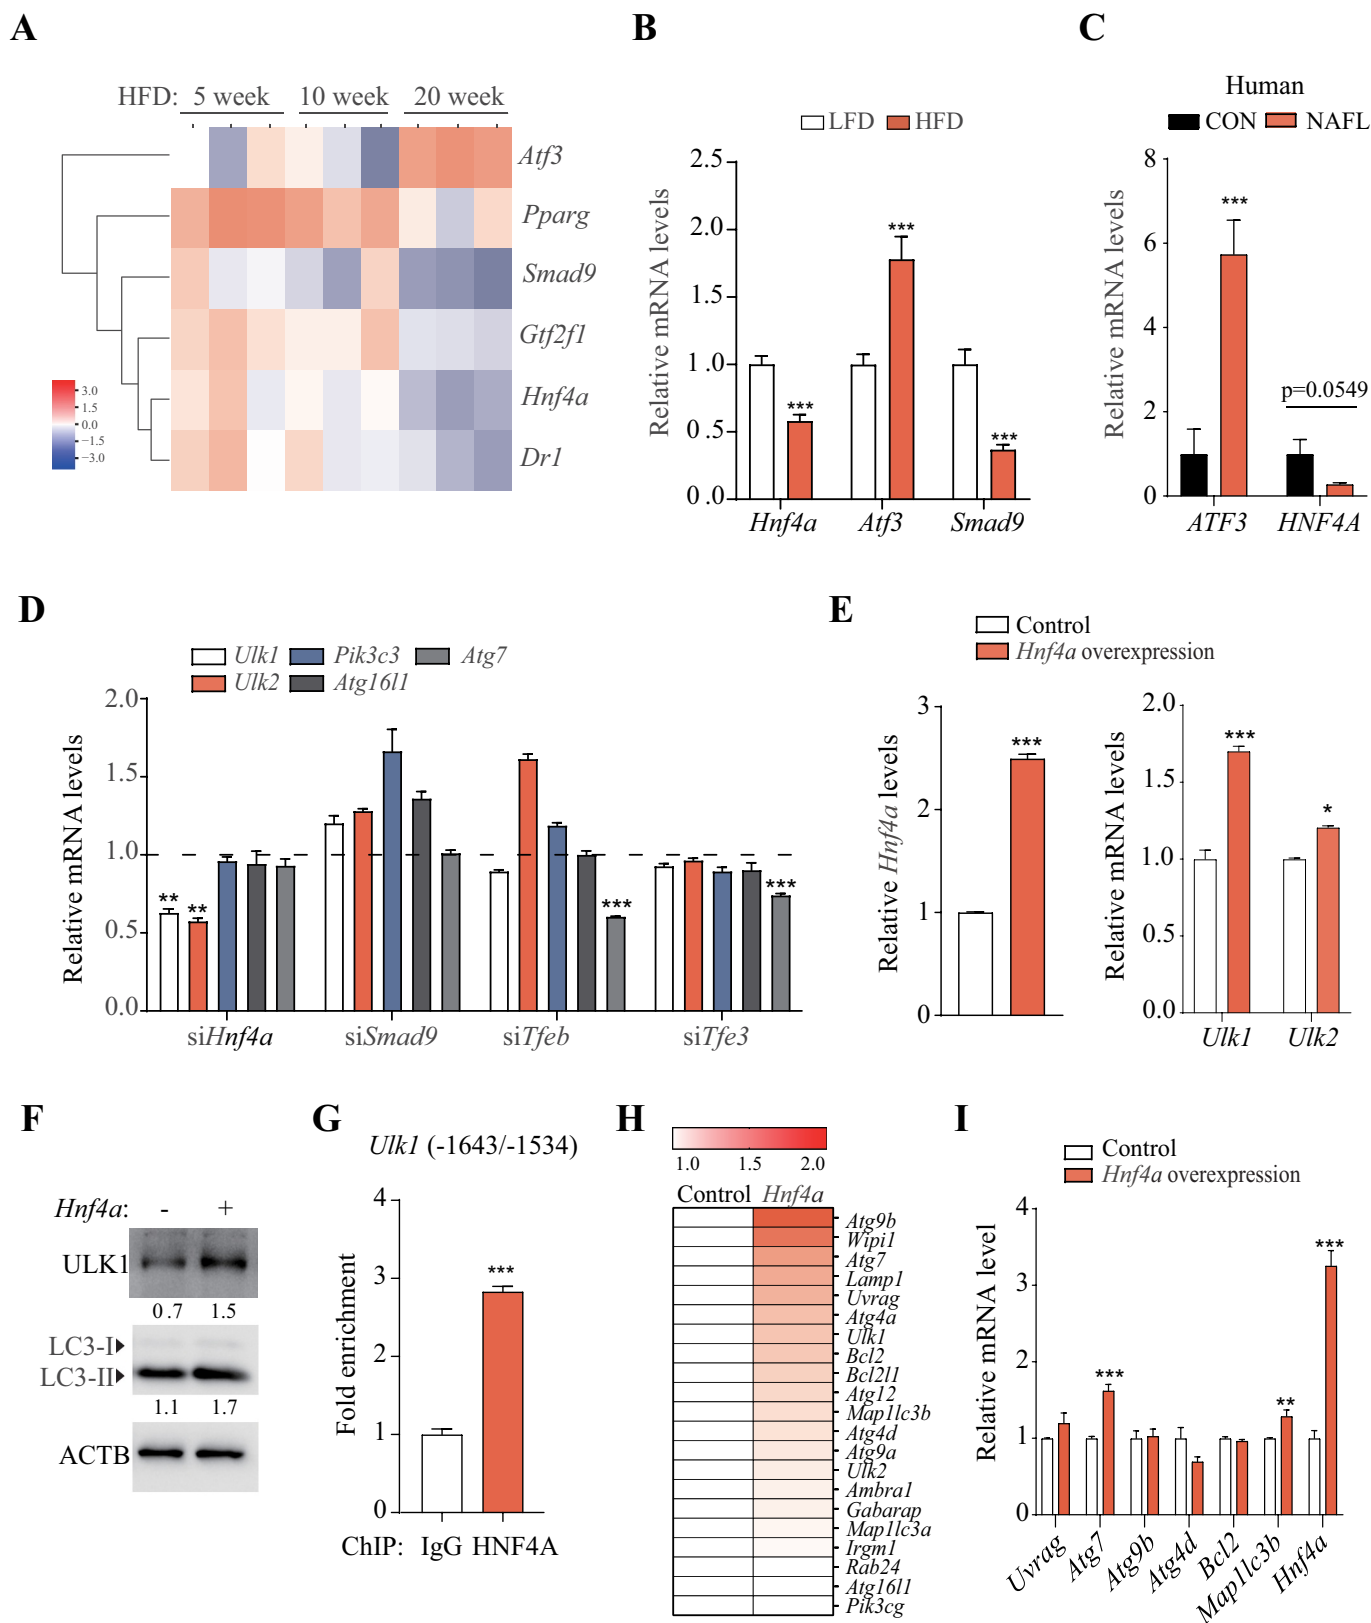 A
HFD: 5 week 10 week 20 week
Atf3
Pparg
Smad9
Gtf2f1
Hnf4a
Dr1
3.0
1.5
0.0
−1.5
−3.0
B
LFD HFD
Relative mRNA levels
2.5
2.0
1.5
1.0
0.5
0.0
*** *** ***
Hnf4a Atf3 Smad9
C
Human
CON NAFL
Relative mRNA levels
8
6
4
2
0
***
p=0.0549
ATF3 HNF4A
D
Ulk1 Pik3c3 Atg7
Ulk2 Atg16l1
Relative mRNA levels
2.0
1.5
1.0
0.5
0.0
** ** *** ***
siHnf4a siSmad9 siTfeb siTfe3
E
Control
Hnf4a overexpression
Relative Hnf4a levels
3
2
1
0
***
Relative mRNA levels
2.0
1.5
1.0
0.5
0.0
*** *
Ulk1 Ulk2
F
Hnf4a: - +
ULK1
0.7 1.5
LC3-I
LC3-II
1.1 1.7
ACTB
G
Ulk1 (-1643/-1534)
Fold enrichment
4
3
2
1
0
***
ChIP: IgG HNF4A
H
1.0 1.5 2.0
Control Hnf4a
Atg9b
Wipi1
Atg7
Lamp1
Uvrag
Atg4a
Ulk1
Bcl2
Bcl2l1
Atg12
Map1lc3b
Atg4d
Atg9a
Ulk2
Ambra1
Gabarap
Map1lc3a
Irgm1
Rab24
Atg16l1
Pik3cg
I
Control
Hnf4a overexpression
Relative mRNA level
4
3
2
1
0
*** ** ***
Uvrag Atg7 Atg9b Atg4d Bcl2 Map1lc3b Hnf4a